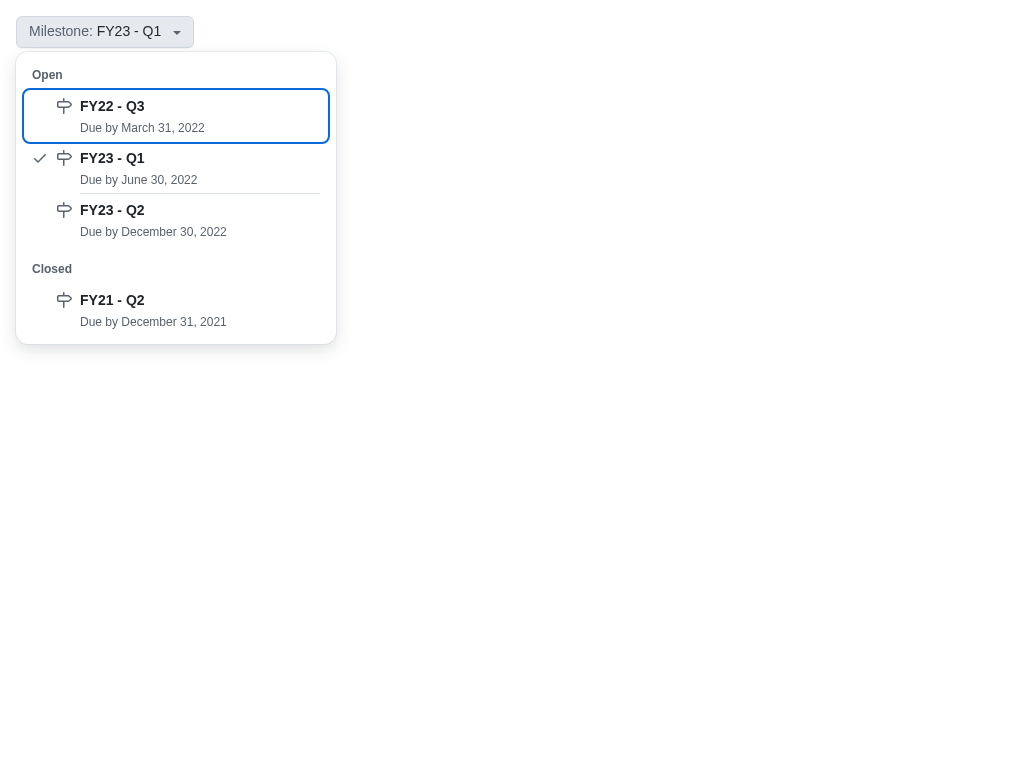 Milestone: FY23 - Q1
Open
FY22 - Q3
Due by March 31, 2022
FY23 - Q1
Due by June 30, 2022
FY23 - Q2
Due by December 30, 2022
Closed
FY21 - Q2
Due by December 31, 2021